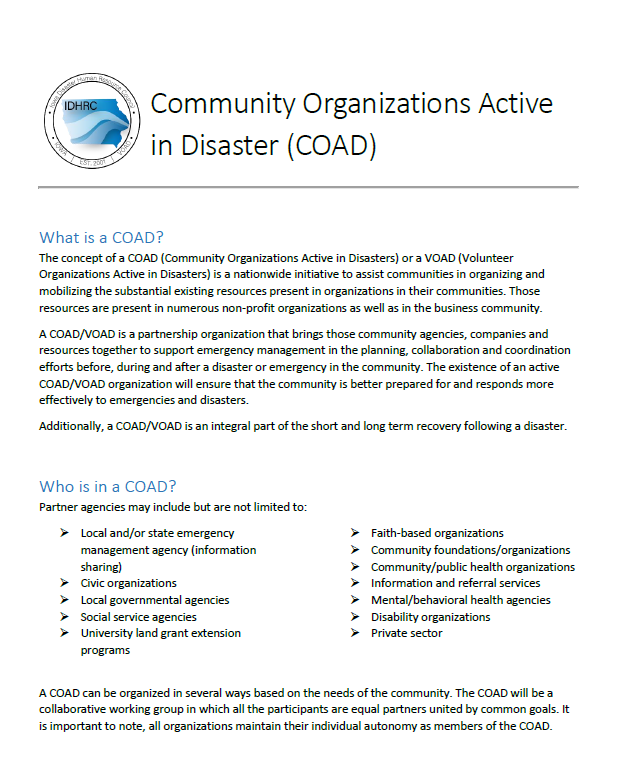 Iowa Disaster Human Resource Council
IDHRC
IOWA | EST. 2001 | VOAD
Community Organizations Active
in Disaster (COAD)
What is a COAD?
The concept of a COAD (Community Organizations Active in Disasters) or a VOAD (Volunteer
Organizations Active in Disasters) is a nationwide initiative to assist communities in organizing and
mobilizing the substantial existing resources present in organizations in their communities. Those
resources are present in numerous non-profit organizations as well as in the business community.
A COAD/VOAD is a partnership organization that brings those community agencies, companies and
resources together to support emergency management in the planning, collaboration and coordination
efforts before, during and after a disaster or emergency in the community. The existence of an active
COAD/VOAD organization will ensure that the community is better prepared for and responds more
effectively to emergencies and disasters.
Additionally, a COAD/VOAD is an integral part of the short and long term recovery following a disaster.
Who is in a COAD?
Partner agencies may include but are not limited to:
➢ Local and/or state emergency
management agency (information
sharing)
➢ Civic organizations
➢ Local governmental agencies
➢ Social service agencies
➢ University land grant extension
programs
➢ Faith-based organizations
➢ Community foundations/organizations
➢ Community/public health organizations
➢ Information and referral services
➢ Mental/behavioral health agencies
➢ Disability organizations
➢ Private sector
A COAD can be organized in several ways based on the needs of the community. The COAD will be a
collaborative working group in which all the participants are equal partners united by common goals. It
is important to note, all organizations maintain their individual autonomy as members of the COAD.